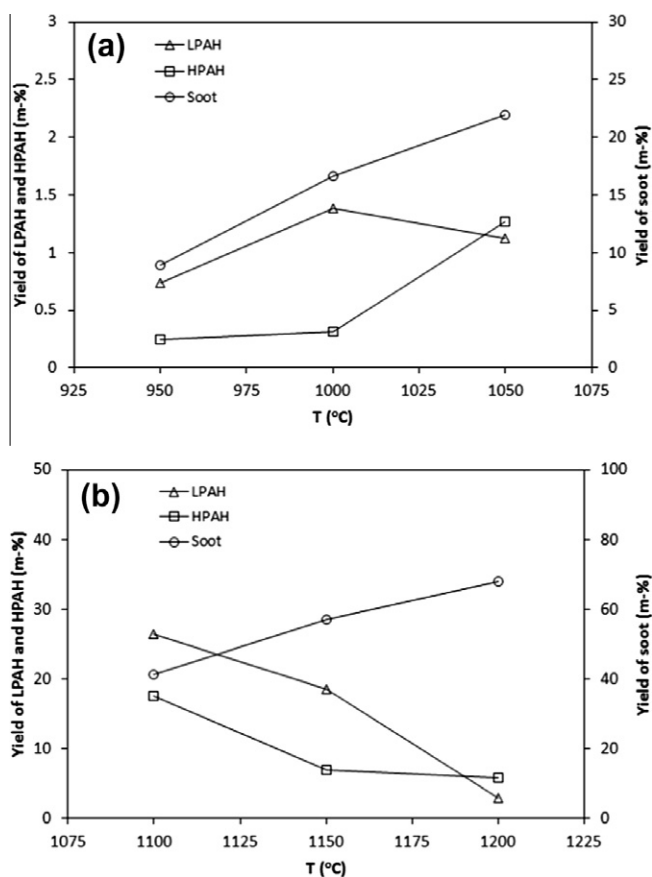 (a)
LPAH
HPAH
Soot
Yield of LPAH and HPAH (m-%)
3
2.5
2
1.5
1
0.5
0
Yield of soot (m-%)
30
25
20
15
10
5
0
925 950 975 1000 1025 1050 1075
T (°C)
(b)
LPAH
HPAH
Soot
Yield of LPAH and HPAH (m-%)
50
40
30
20
10
0
Yield of soot (m-%)
100
80
60
40
20
0
1075 1100 1125 1150 1175 1200 1225
T (°C)